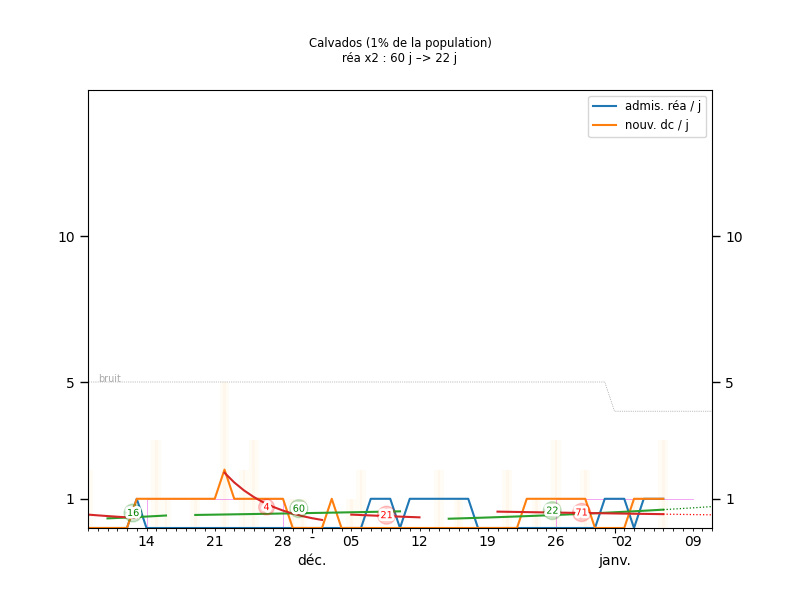 Calvados (1% de la population)
réa x2 : 60 j –> 22 j
admis. réa / j
nouv. dc / j
10 10
bruit
5 5
1 1
16 4 60 21 22 71
14 21 28 - 05 12 19 26 - 02 09
déc. janv.